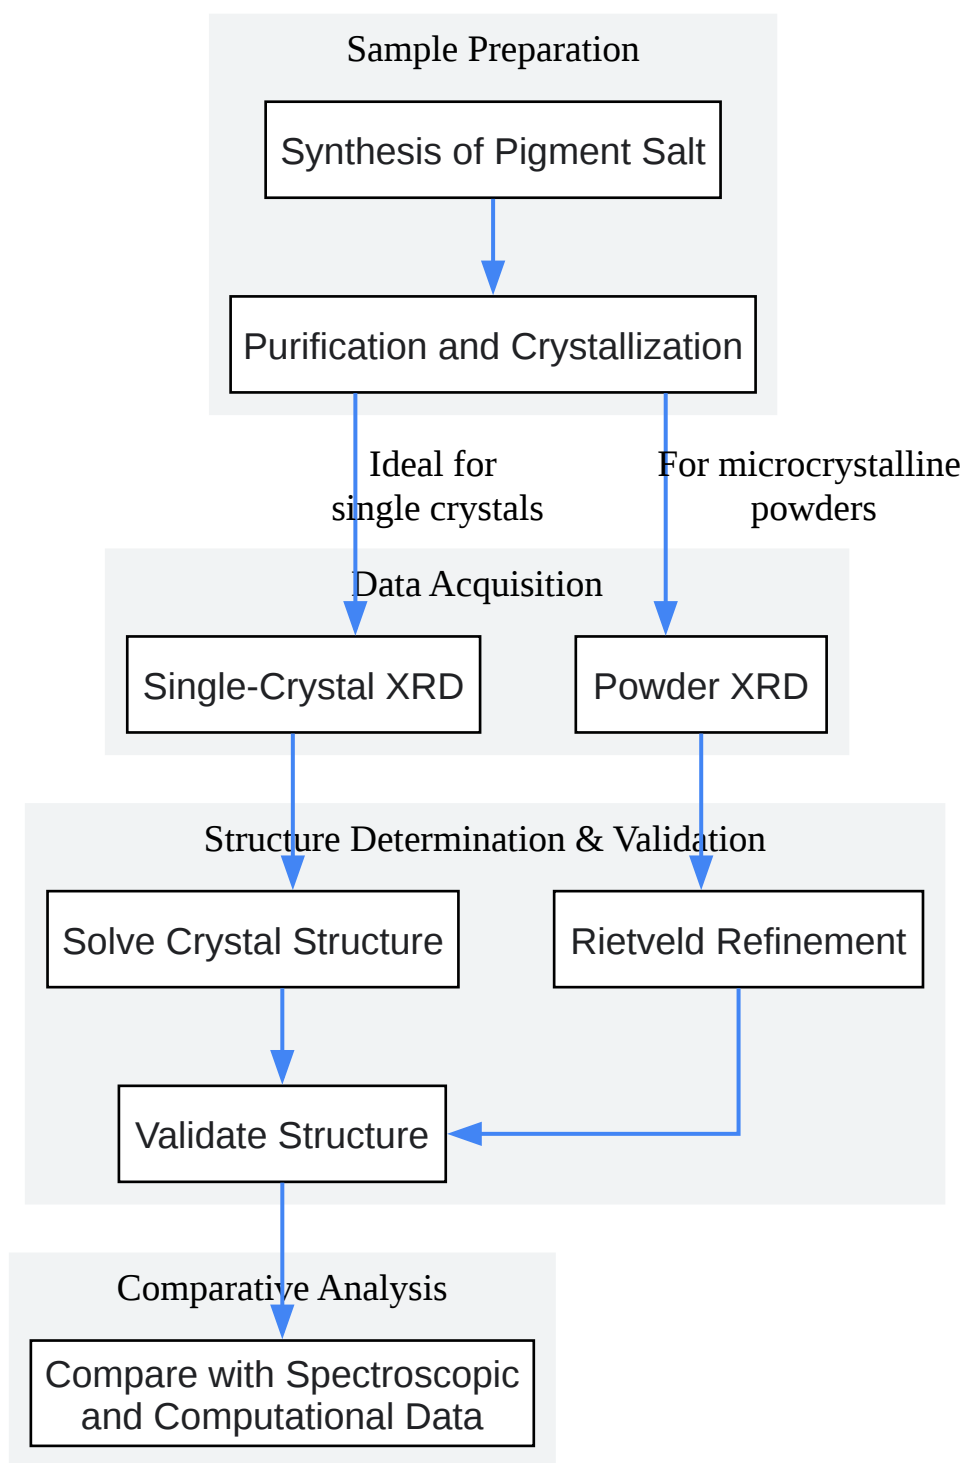 Sample Preparation
Synthesis of Pigment Salt
Purification and Crystallization
Ideal for
single crystals
For microcrystalline
powders
Data Acquisition
Single-Crystal XRD
Powder XRD
Structure Determination & Validation
Solve Crystal Structure
Rietveld Refinement
Validate Structure
Comparative Analysis
Compare with Spectroscopic
and Computational Data